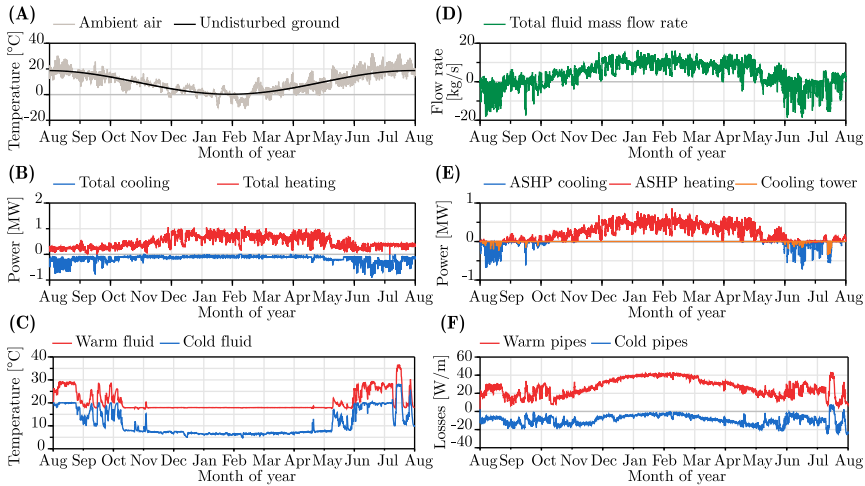 (A)
Ambient air
Undisturbed ground
Temperature [°C]
40
20
0
-20
Aug Sep Oct Nov Dec Jan Feb Mar Apr May Jun Jul Aug
Month of year
(B)
Total cooling
Total heating
Power [MW]
2
1
0
-1
Aug Sep Oct Nov Dec Jan Feb Mar Apr May Jun Jul Aug
Month of year
(C)
Warm fluid
Cold fluid
Temperature [°C]
40
30
20
10
0
Aug Sep Oct Nov Dec Jan Feb Mar Apr May Jun Jul Aug
Month of year
(D)
Total fluid mass flow rate
Flow rate
[kg/s]
20
0
-20
Aug Sep Oct Nov Dec Jan Feb Mar Apr May Jun Jul Aug
Month of year
(E)
ASHP cooling
ASHP heating
Cooling tower
Power [MW]
1
0
-1
Aug Sep Oct Nov Dec Jan Feb Mar Apr May Jun Jul Aug
Month of year
(F)
Warm pipes
Cold pipes
Losses [W/m]
60
40
20
0
-20
-40
Aug Sep Oct Nov Dec Jan Feb Mar Apr May Jun Jul Aug
Month of year